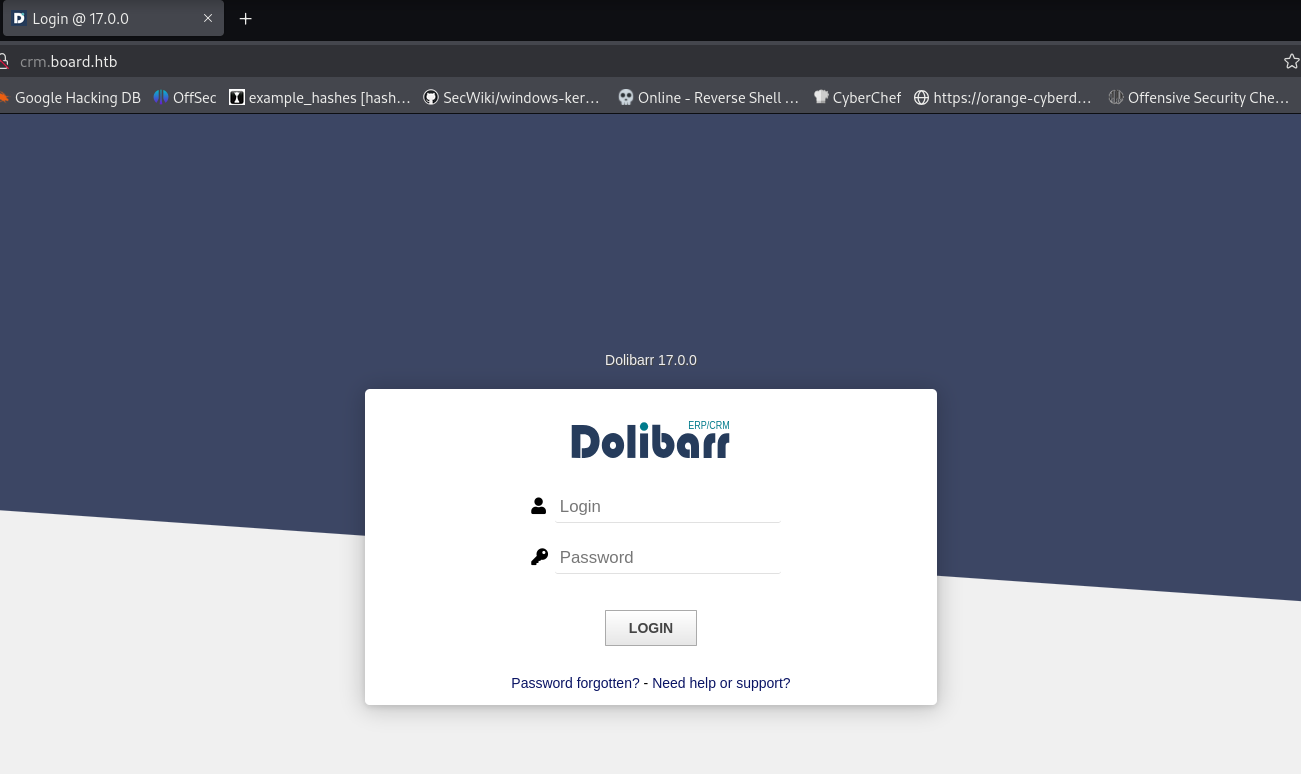 Login @ 17.0.0
crm.board.htb
Google Hacking DB OffSec example_hashes [hash… SecWiki/windows-ker… Online - Reverse Shell … CyberChef https://orange-cyberd… Offensive Security Che…
Dolibarr 17.0.0
ERP/CRM
Dolibarr
Login
Password
LOGIN
Password forgotten? - Need help or support?